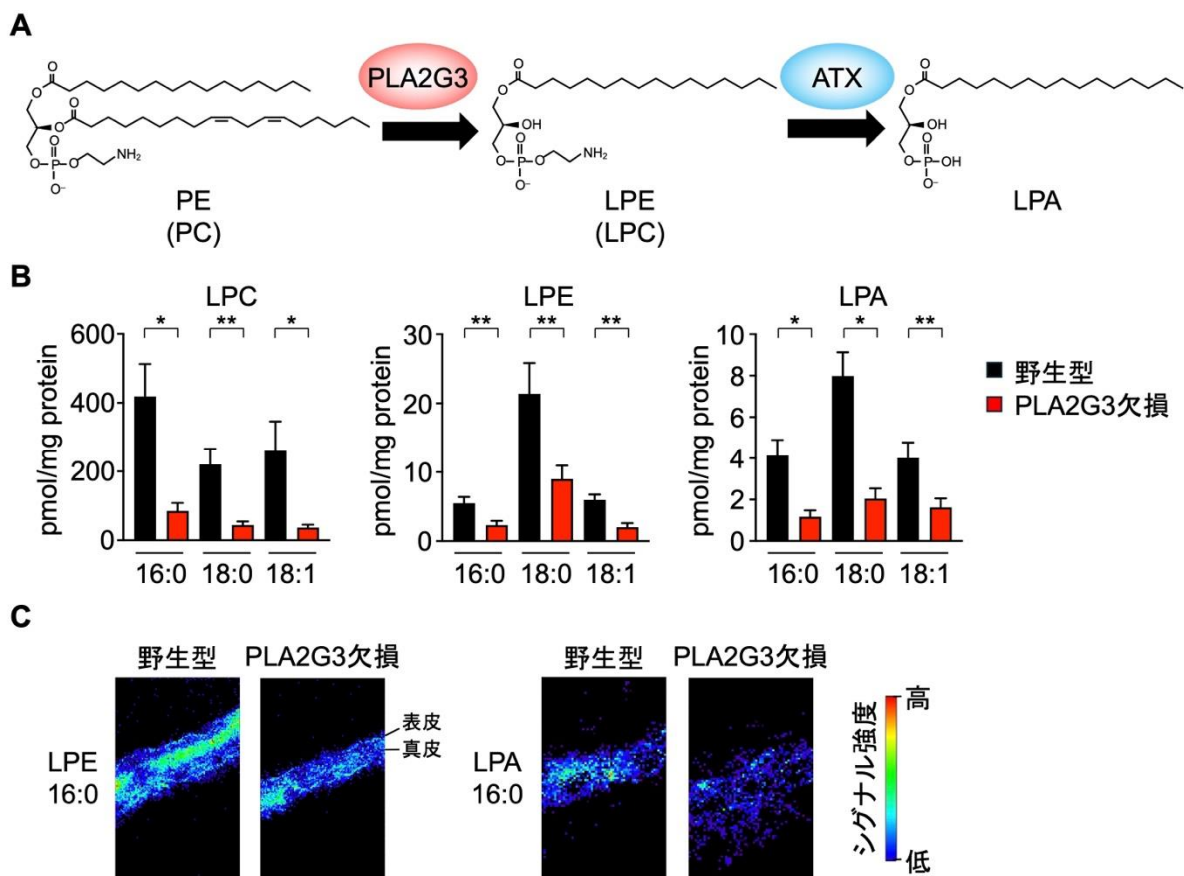 A
PLA2G3
ATX
O
O
O
O
OH
O
OH
O
O
O
O
O
O
O P O NH₂
O P O NH₂
O P OH
O⁻
O⁻
O⁻
PE
(PC)
LPE
(LPC)
LPA
B
LPC
* ** *
600
400
200
0
pmol/mg protein
16:0 18:0 18:1
LPE
** ** **
30
20
10
0
pmol/mg protein
16:0 18:0 18:1
LPA
* * **
10
8
6
4
2
0
pmol/mg protein
16:0 18:0 18:1
野生型
PLA2G3欠損
C
野生型 PLA2G3欠損
LPE
16:0
表皮
真皮
野生型 PLA2G3欠損
LPA
16:0
シグナル強度
高
低